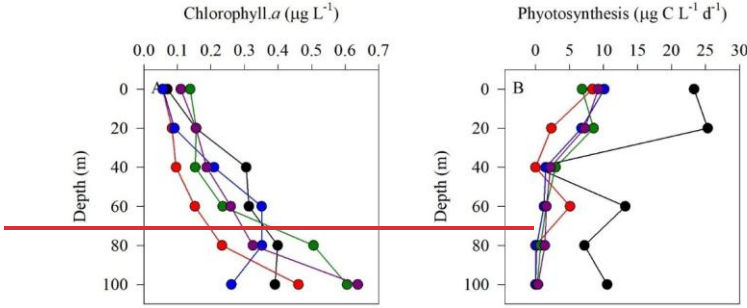 Chlorophyll.a (µg L⁻¹)
0.0 0.1 0.2 0.3 0.4 0.5 0.6 0.7
A
0
20
40
60
80
100
Depth (m)
Phyotosynthesis (µg C L⁻¹ d⁻¹)
0 5 10 15 20 25 30
B
0
20
40
60
80
100
Depth (m)